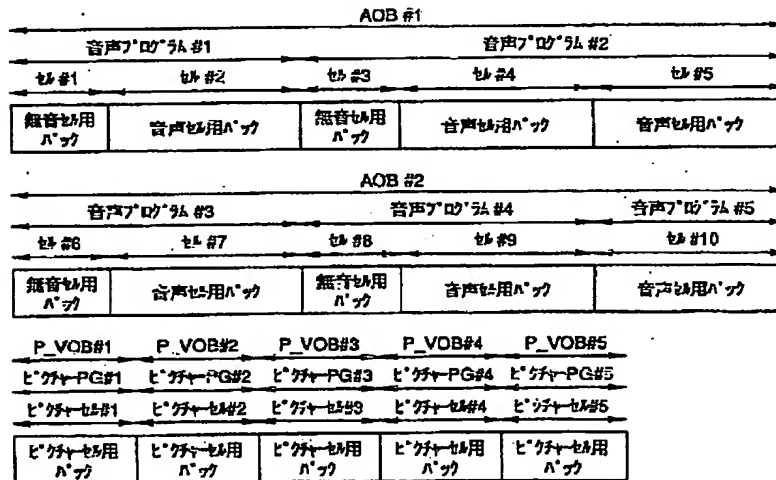 AOB #1
音声プログラム #1 音声プログラム #2
セル #1 セル #2 セル #3 セル #4 セル #5
無音セル用パック 音声セル用パック 無音セル用パック 音声セル用パック 音声セル用パック
AOB #2
音声プログラム #3 音声プログラム #4 音声プログラム #5
セル #6 セル #7 セル #8 セル #9 セル #10
無音セル用パック 音声セル用パック 無音セル用パック 音声セル用パック 音声セル用パック
P_VOB#1 P_VOB#2 P_VOB#3 P_VOB#4 P_VOB#5
ピクチャーPG#1 ピクチャーPG#2 ピクチャーPG#3 ピクチャーPG#4 ピクチャーPG#5
ピクチャーセル#1 ピクチャーセル#2 ピクチャーセル#3 ピクチャーセル#4 ピクチャーセル#5
ピクチャーセル用パック ピクチャーセル用パック ピクチャーセル用パック ピクチャーセル用パック ピクチャーセル用パック